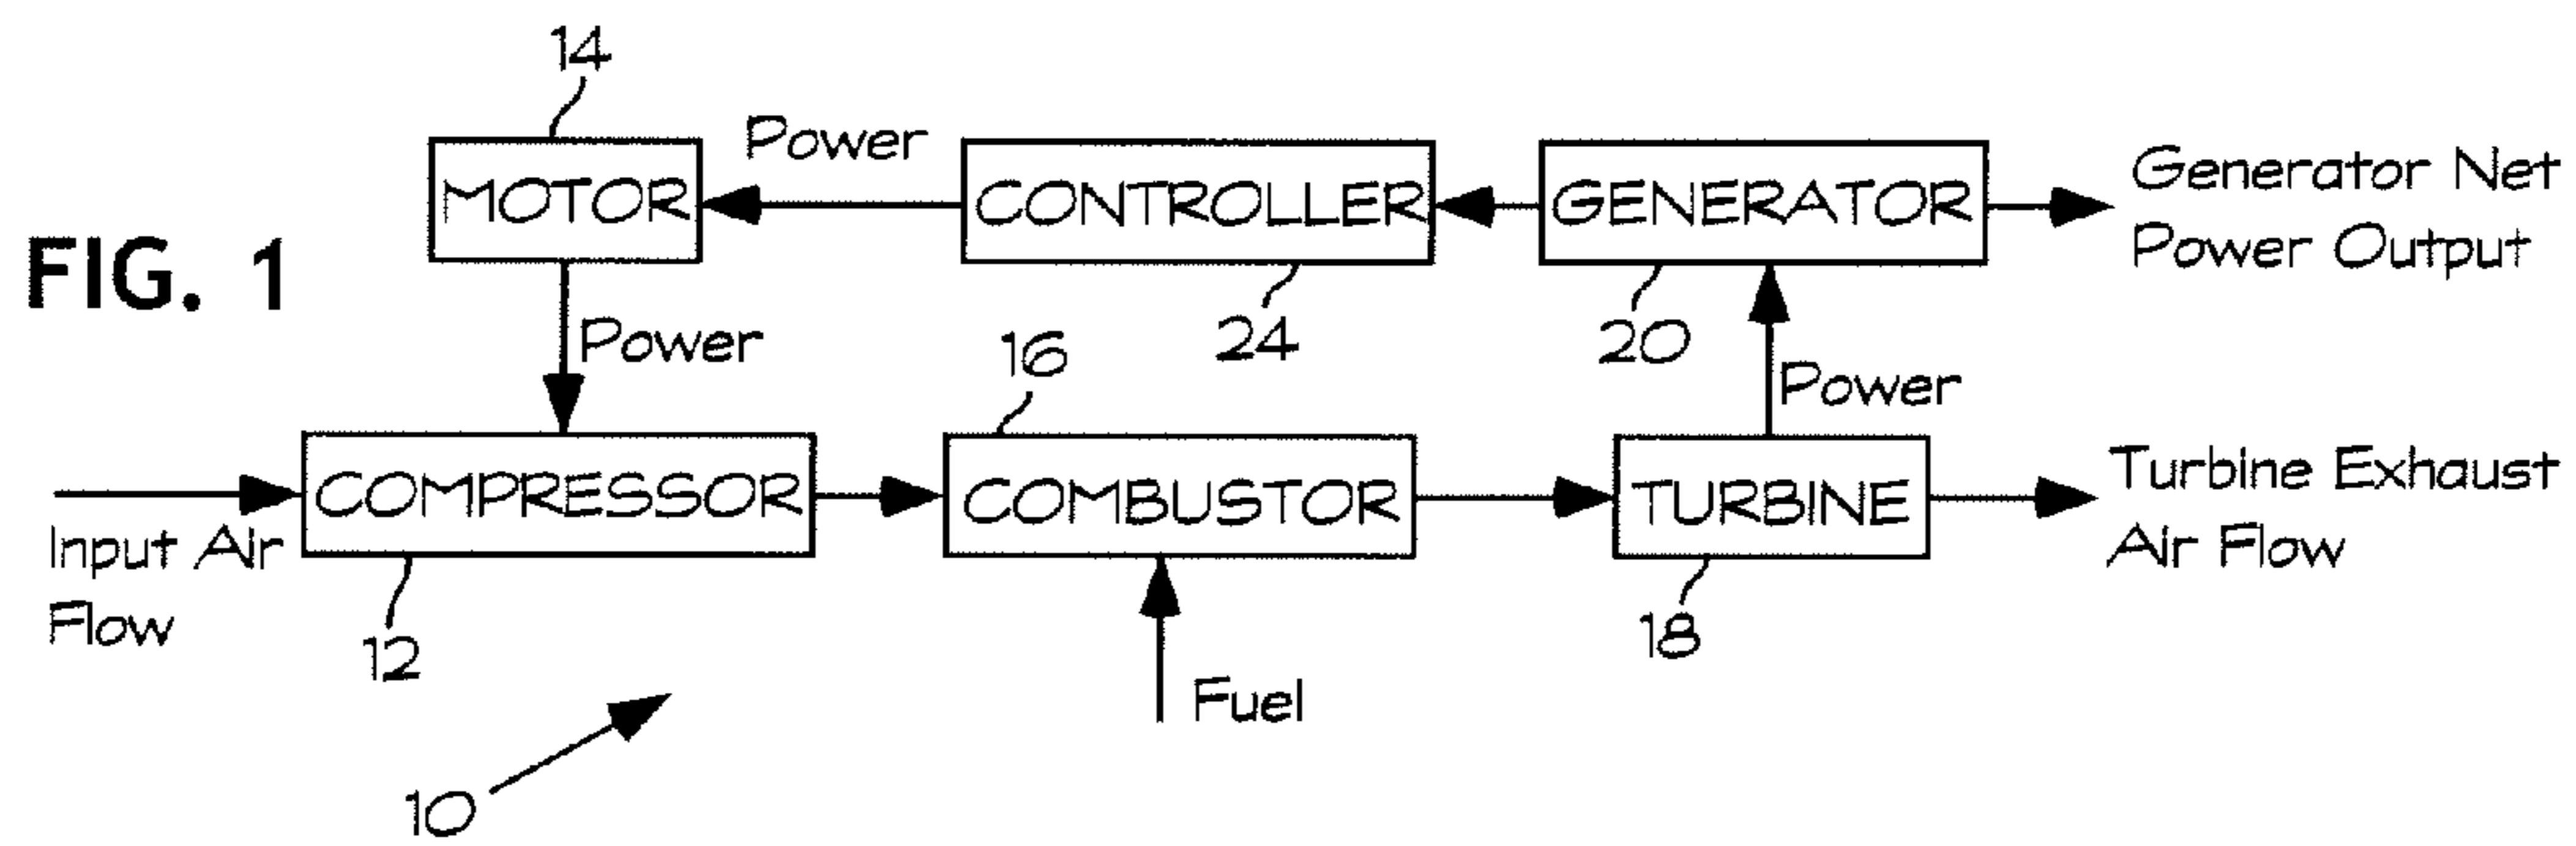 14
Power
MOTOR
CONTROLLER
GENERATOR
Generator Net
Power Output
FIG. 1
Power
16
24
20
Power
COMPRESSOR
COMBUSTOR
TURBINE
Turbine Exhaust
Air Flow
Input Air
Flow
12
18
Fuel
10